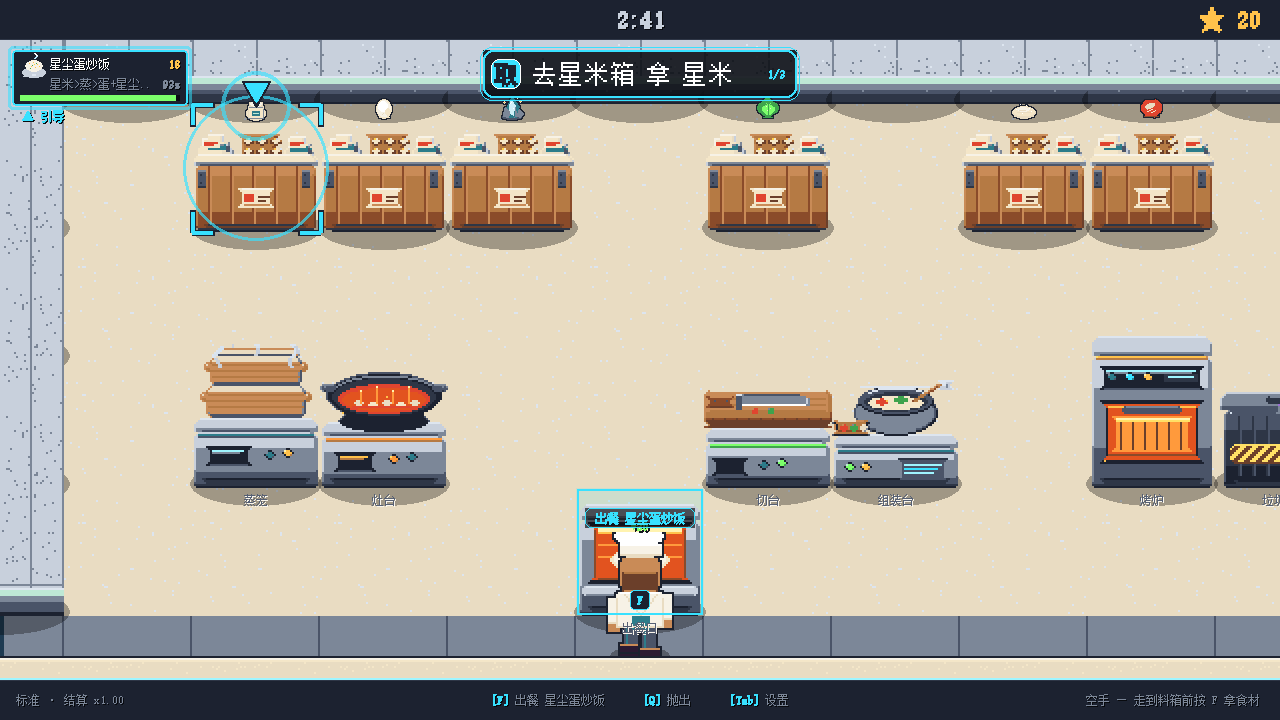 2:41
20
星尘蛋炒饭 18
星米>蒸>蛋+星尘.. 93s
▲ 引导
去星米箱 拿 星米 1/3
蒸笼
灶台
切台
组装台
烤炉
出餐 星尘蛋炒饭
F
出餐口
标准 · 结算 x1.00
[F] 出餐 星尘蛋炒饭
[Q] 抛出
[Tab] 设置
空手 — 走到料箱前按 F 拿食材